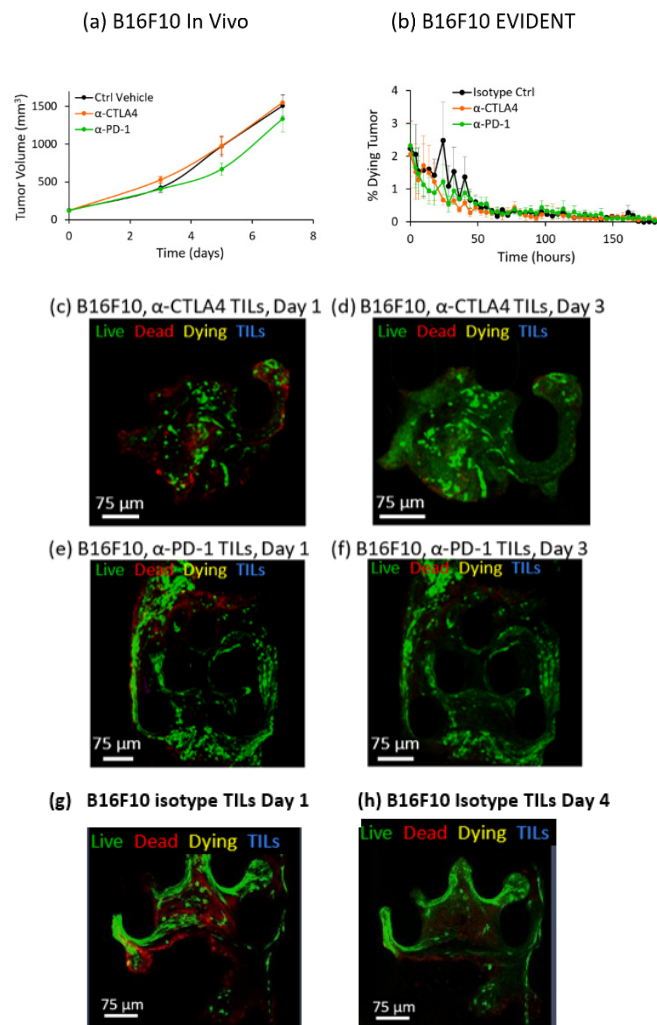 (a) B16F10 In Vivo
(b) B16F10 EVIDENT
Tumor Volume (mm³)
1500
1000
500
0
Ctrl Vehicle
α-CTLA4
α-PD-1
0 2 4 6 8
Time (days)
% Dying Tumor
4
3
2
1
0
Isotype Ctrl
α-CTLA4
α-PD-1
0 50 100 150
Time (hours)
(c) B16F10, α-CTLA4 TILs, Day 1
Live Dead Dying TILs
75 μm
(d) B16F10, α-CTLA4 TILs, Day 3
Live Dead Dying TILs
75 μm
(e) B16F10, α-PD-1 TILs, Day 1
Live Dead Dying TILs
75 μm
(f) B16F10, α-PD-1 TILs, Day 3
Live Dead Dying TILs
75 μm
(g) B16F10 isotype TILs Day 1
Live Dead Dying TILs
75 μm
(h) B16F10 Isotype TILs Day 4
Live Dead Dying TILs
75 μm